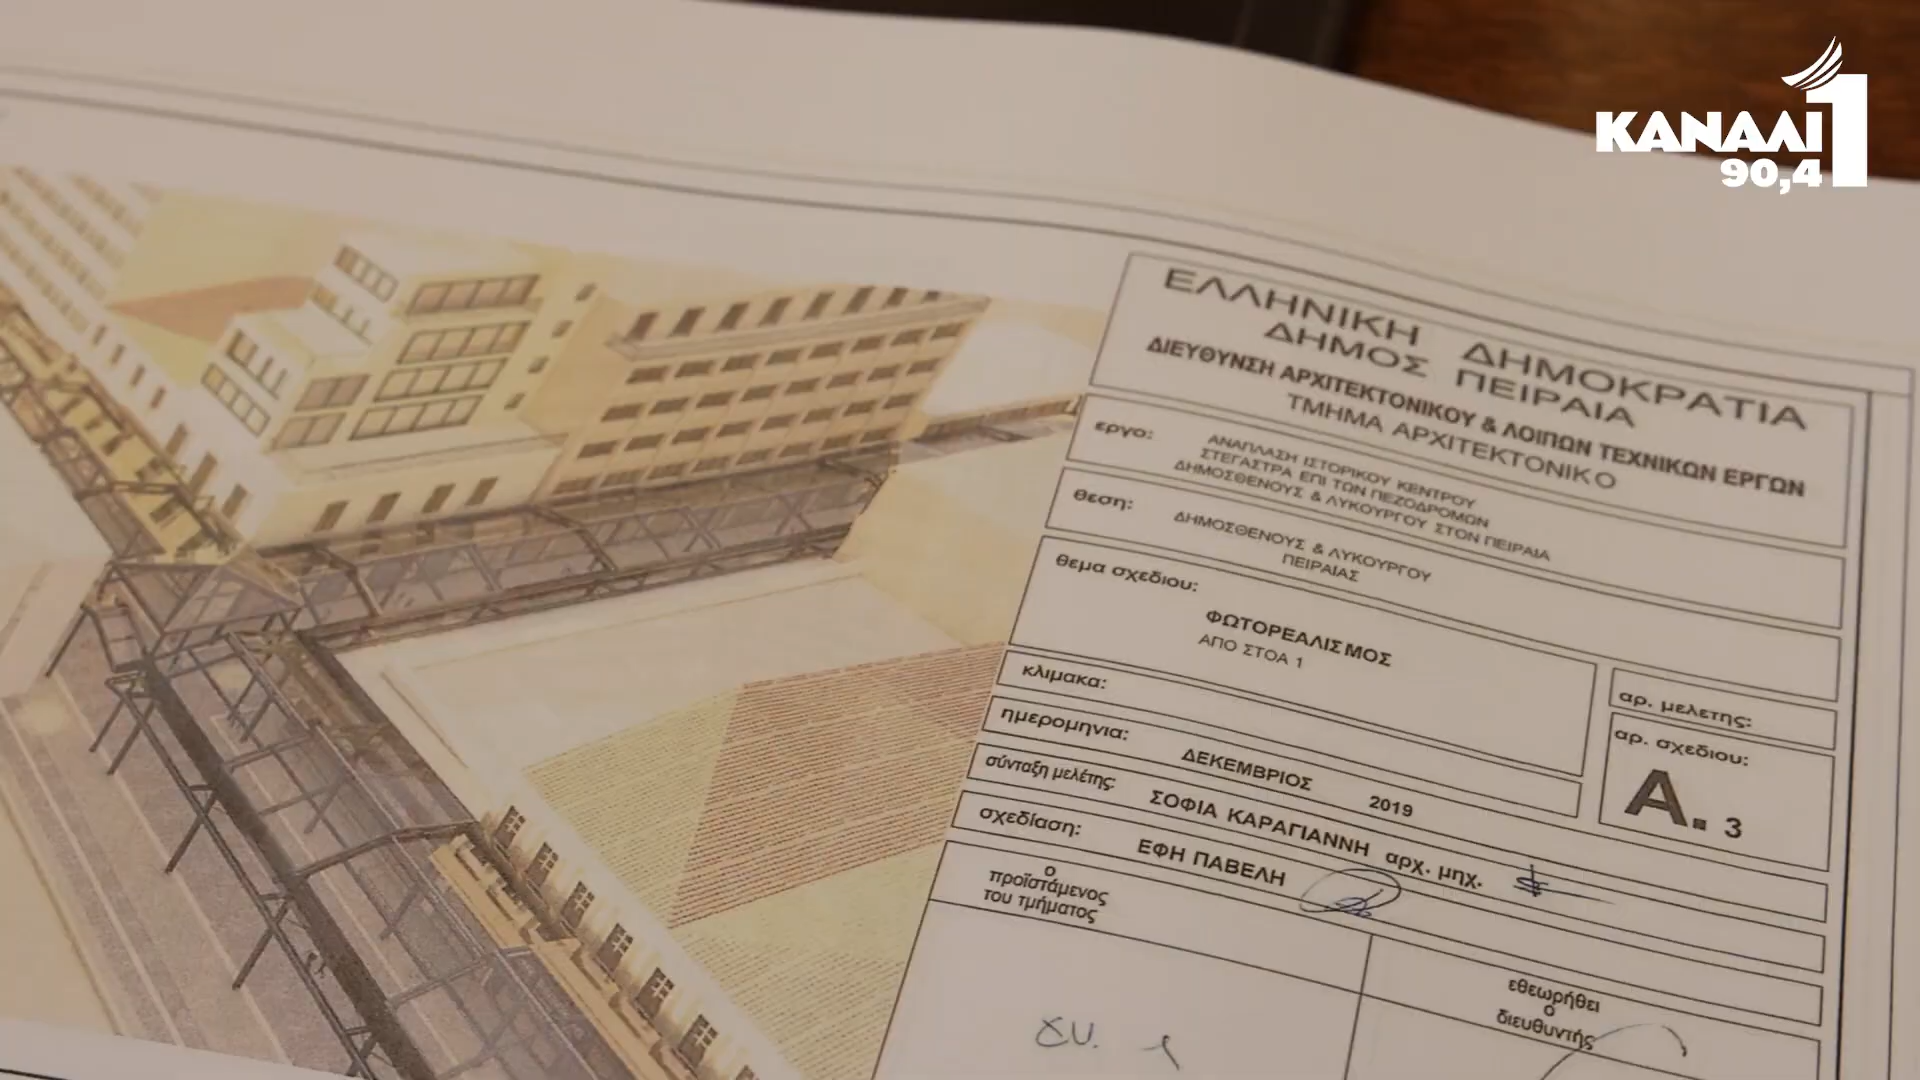 ΚΑΝΑΛΙ 1
90,4
ΕΛΛΗΝΙΚΗ ΔΗΜΟΚΡΑΤΙΑ
ΔΗΜΟΣ ΠΕΙΡΑΙΑ
ΔΙΕΥΘΥΝΣΗ ΑΡΧΙΤΕΚΤΟΝΙΚΟΥ & ΛΟΙΠΩΝ ΤΕΧΝΙΚΩΝ ΕΡΓΩΝ
ΤΜΗΜΑ ΑΡΧΙΤΕΚΤΟΝΙΚΟ
εργο:
ΑΝΑΠΛΑΣΗ ΙΣΤΟΡΙΚΟΥ ΚΕΝΤΡΟΥ
ΣΤΕΓΑΣΤΡΑ ΕΠΙ ΤΩΝ ΠΕΖΟΔΡΟΜΩΝ
ΔΗΜΟΣΘΕΝΟΥΣ & ΛΥΚΟΥΡΓΟΥ ΣΤΟΝ ΠΕΙΡΑΙΑ
θεση:
ΔΗΜΟΣΘΕΝΟΥΣ & ΛΥΚΟΥΡΓΟΥ
ΠΕΙΡΑΙΑΣ
θεμα σχεδιου:
ΦΩΤΟΡΕΑΛΙΣΜΟΣ
ΑΠΟ ΣΤΟΑ 1
κλιμακα:
αρ. μελετης:
ημερομηνια: ΔΕΚΕΜΒΡΙΟΣ 2019
αρ. σχεδιου:
Α. 3
σύνταξη μελέτης: ΣΟΦΙΑ ΚΑΡΑΓΙΑΝΝΗ αρχ. μηχ.
σχεδίαση: ΕΦΗ ΠΑΒΕΛΗ
ο
προϊστάμενος
του τμήματος
εθεωρήθει
ο
διευθυντής